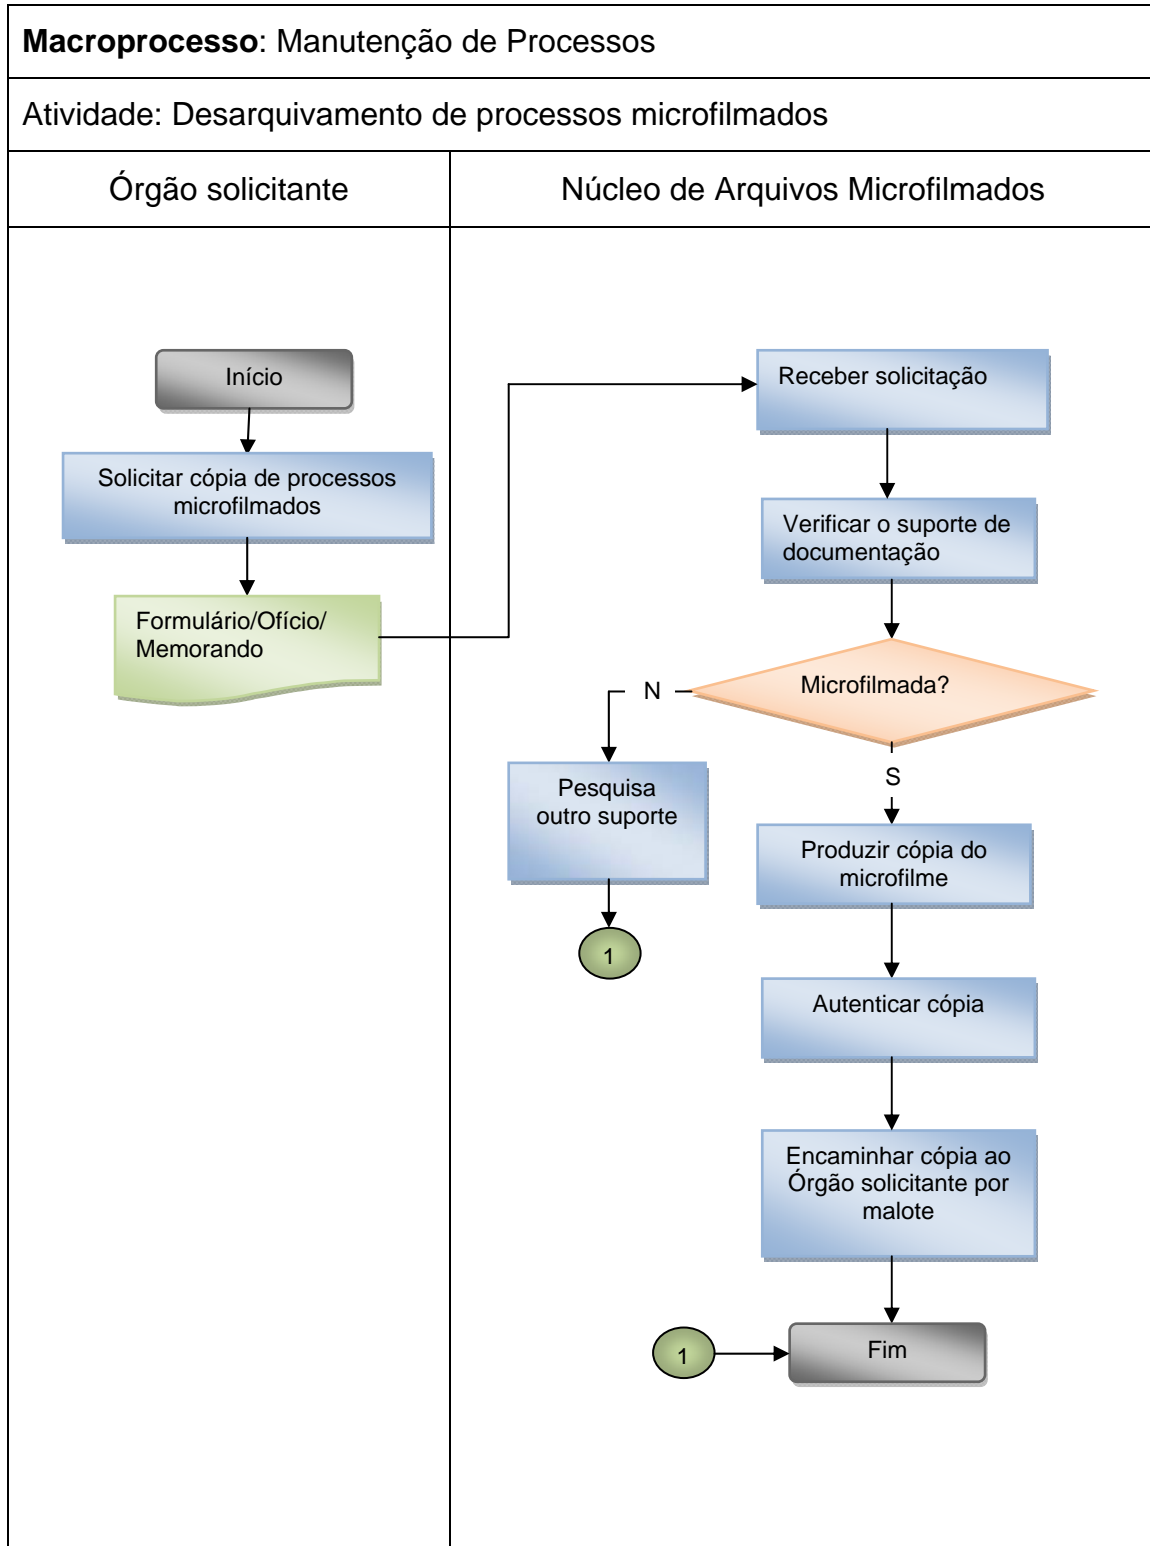 Macroprocesso: Manutenção de Processos
Atividade: Desarquivamento de processos microfilmados
Órgão solicitante
Núcleo de Arquivos Microfilmados
Início
Solicitar cópia de processos
microfilmados
Formulário/Ofício/
Memorando
Receber solicitação
Verificar o suporte de
documentação
Microfilmada?
N
S
Pesquisa
outro suporte
1
Produzir cópia do
microfilme
Autenticar cópia
Encaminhar cópia ao
Órgão solicitante por
malote
1
Fim